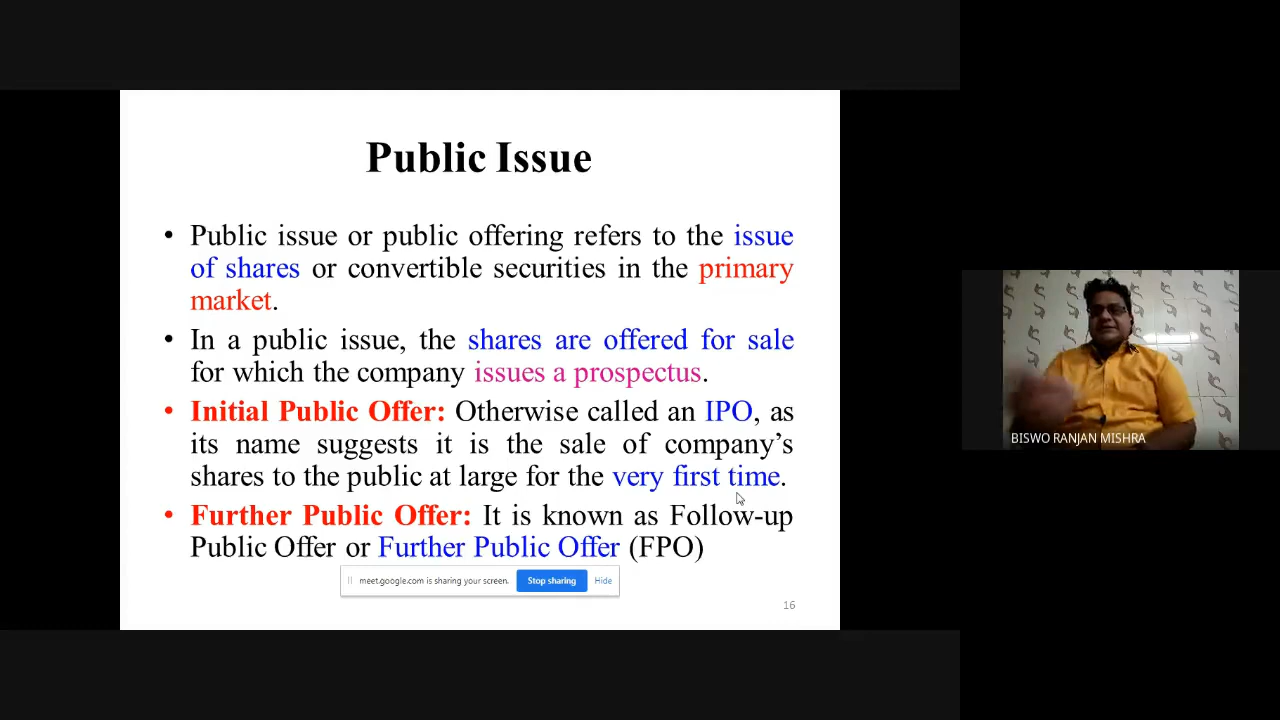 Public Issue
• Public issue or public offering refers to the issue
of shares or convertible securities in the primary
market.
• In a public issue, the shares are offered for sale
for which the company issues a prospectus.
• Initial Public Offer: Otherwise called an IPO, as
its name suggests it is the sale of company’s
shares to the public at large for the very first time.
• Further Public Offer: It is known as Follow-up
Public Offer or Further Public Offer (FPO)
meet.google.com is sharing your screen. Stop sharing Hide
16
BISWO RANJAN MISHRA